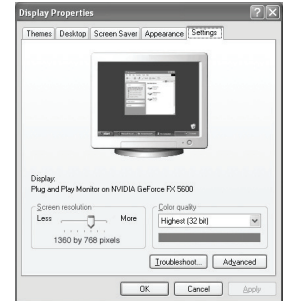 Display Properties
Themes Desktop Screen Saver Appearance Settings
Display:
Plug and Play Monitor on NVIDIA GeForce FX 5600
Screen resolution
Less More
1360 by 768 pixels
Color quality
Highest (32 bit)
Troubleshoot... Advanced
OK Cancel Apply